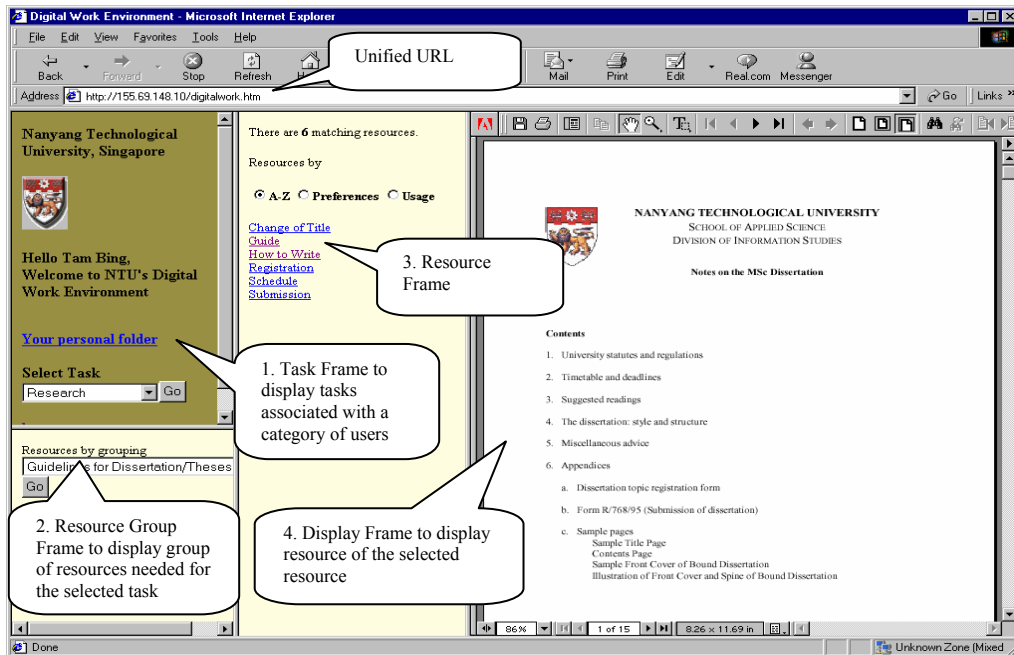 Digital Work Environment - Microsoft Internet Explorer
File Edit View Favorites Tools Help
Back Forward Stop Refresh Mail Print Edit Real.com Messenger
Unified URL
Address http://155.69.148.10/digitalwork.htm Go Links
Nanyang Technological
University, Singapore
Hello Tam Bing,
Welcome to NTU's Digital
Work Environment
Your personal folder
Select Task
Research Go
Resources by grouping
Guidelines for Dissertation/Theses
Go
1. Task Frame to
display tasks
associated with a
category of users
2. Resource Group
Frame to display group
of resources needed for
the selected task
There are 6 matching resources.
Resources by
A-Z Preferences Usage
Change of Title
Guide
How to Write
Registration
Schedule
Submission
3. Resource
Frame
4. Display Frame to display
resource of the selected
resource
NANYANG TECHNOLOGICAL UNIVERSITY
SCHOOL OF APPLIED SCIENCE
DIVISION OF INFORMATION STUDIES
Notes on the MSc Dissertation
Contents
1. University statutes and regulations
2. Timetable and deadlines
3. Suggested readings
4. The dissertation: style and structure
5. Miscellaneous advice
6. Appendices
a. Dissertation topic registration form
b. Form R/768/95 (Submission of dissertation)
c. Sample pages
Sample Title Page
Contents Page
Sample Front Cover of Bound Dissertation
Illustration of Front Cover and Spine of Bound Dissertation
86% 1 of 15 8.26 x 11.69 in
Done Unknown Zone (Mixed